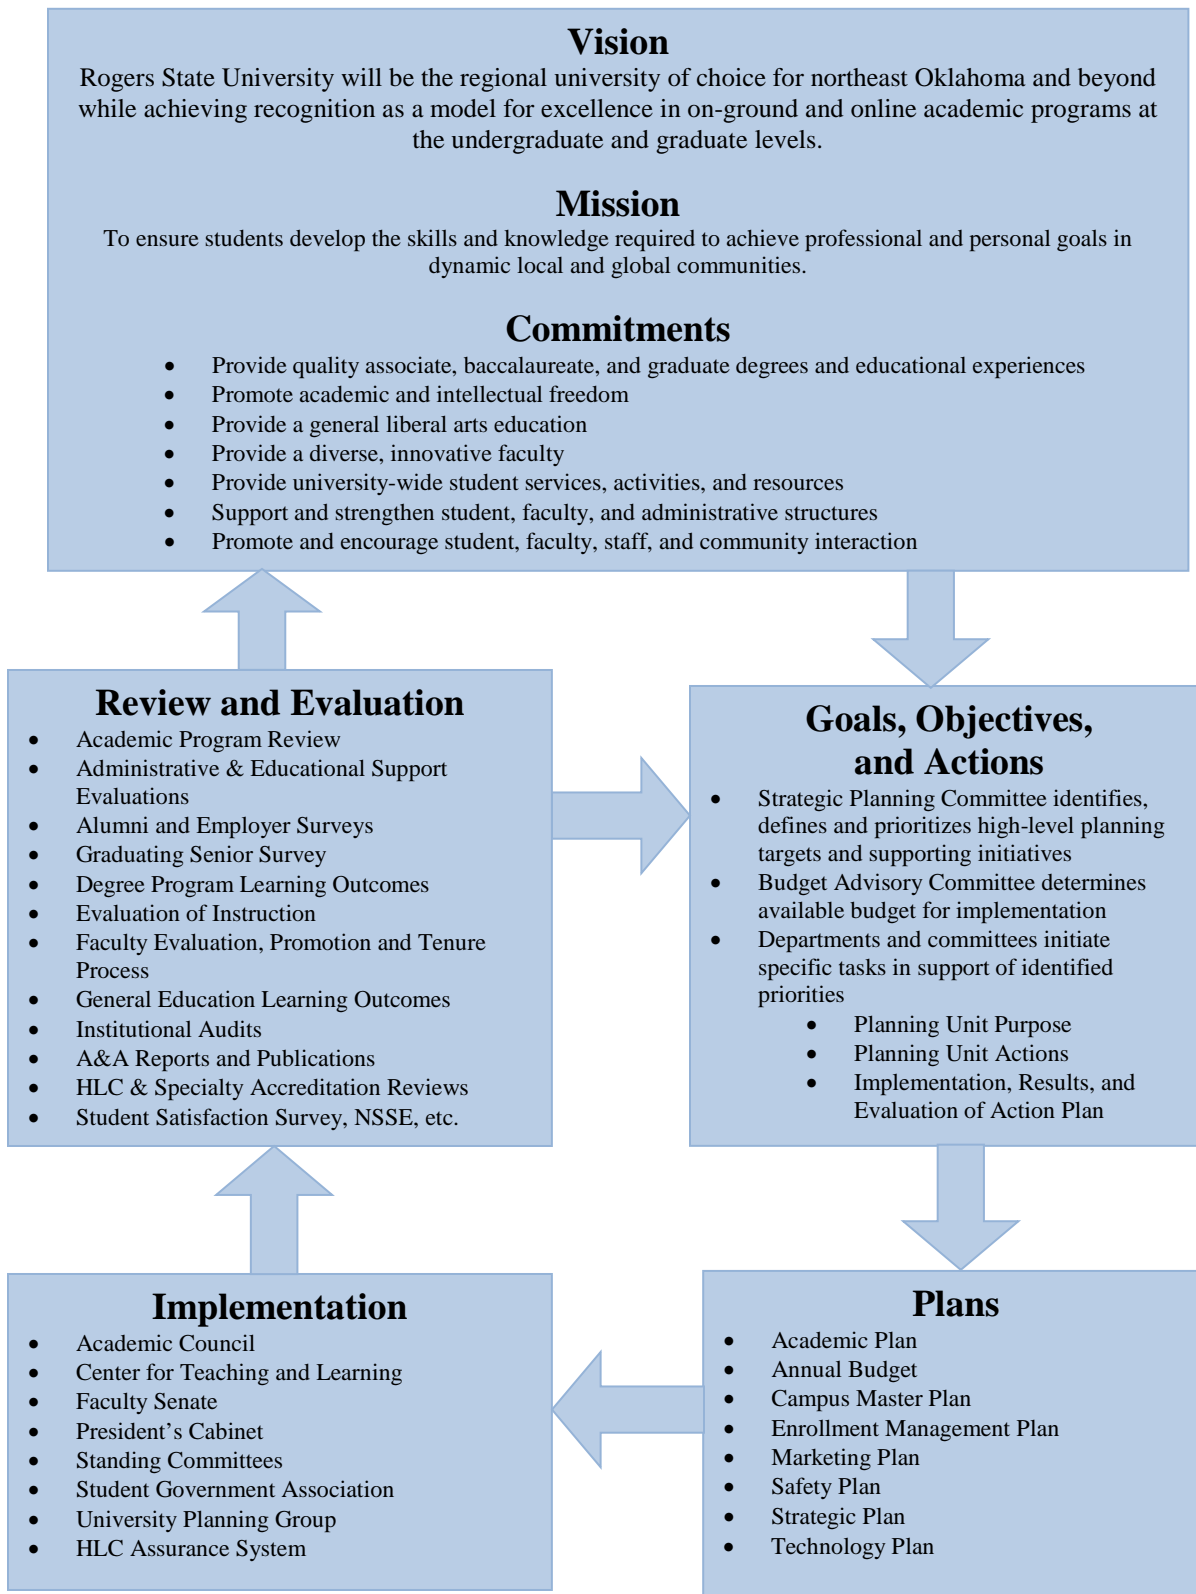 Vision
Rogers State University will be the regional university of choice for northeast Oklahoma and beyond
while achieving recognition as a model for excellence in on-ground and online academic programs at
the undergraduate and graduate levels.
Mission
To ensure students develop the skills and knowledge required to achieve professional and personal goals in
dynamic local and global communities.
Commitments
• Provide quality associate, baccalaureate, and graduate degrees and educational experiences
• Promote academic and intellectual freedom
• Provide a general liberal arts education
• Provide a diverse, innovative faculty
• Provide university-wide student services, activities, and resources
• Support and strengthen student, faculty, and administrative structures
• Promote and encourage student, faculty, staff, and community interaction
Review and Evaluation
• Academic Program Review
• Administrative & Educational Support
Evaluations
• Alumni and Employer Surveys
• Graduating Senior Survey
• Degree Program Learning Outcomes
• Evaluation of Instruction
• Faculty Evaluation, Promotion and Tenure
Process
• General Education Learning Outcomes
• Institutional Audits
• A&A Reports and Publications
• HLC & Specialty Accreditation Reviews
• Student Satisfaction Survey, NSSE, etc.
Goals, Objectives,
and Actions
• Strategic Planning Committee identifies,
defines and prioritizes high-level planning
targets and supporting initiatives
• Budget Advisory Committee determines
available budget for implementation
• Departments and committees initiate
specific tasks in support of identified
priorities
• Planning Unit Purpose
• Planning Unit Actions
• Implementation, Results, and
Evaluation of Action Plan
Implementation
• Academic Council
• Center for Teaching and Learning
• Faculty Senate
• President’s Cabinet
• Standing Committees
• Student Government Association
• University Planning Group
• HLC Assurance System
Plans
• Academic Plan
• Annual Budget
• Campus Master Plan
• Enrollment Management Plan
• Marketing Plan
• Safety Plan
• Strategic Plan
• Technology Plan